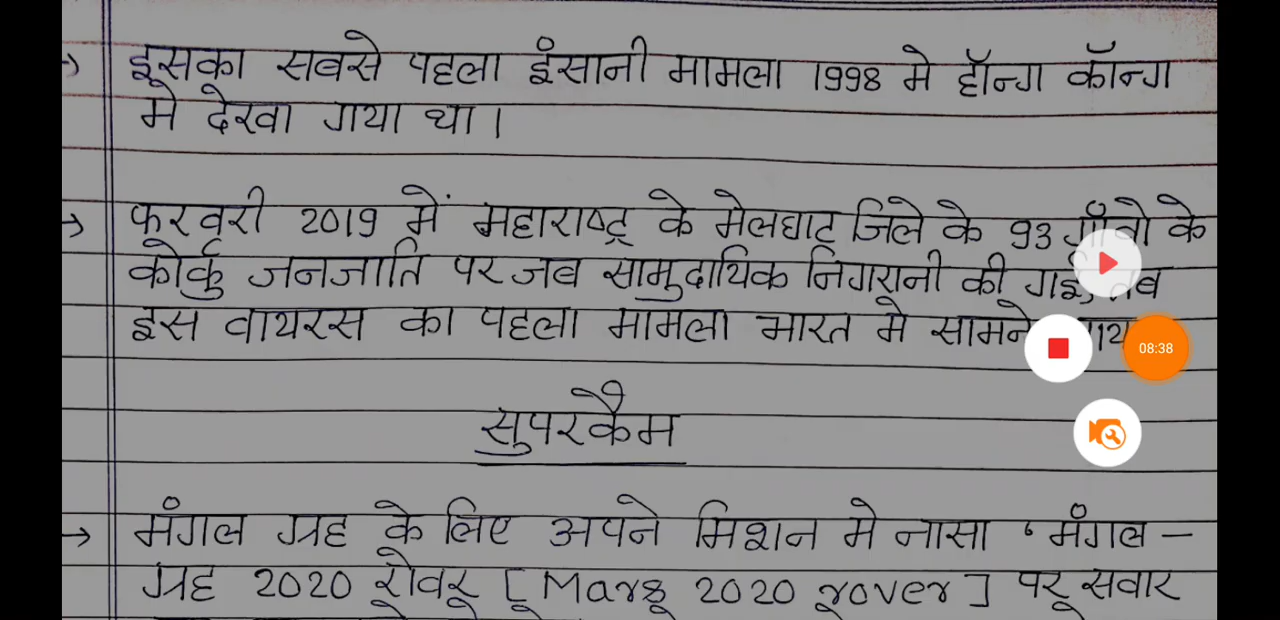 इसका सबसे पहला इंसानी मामला 1998 मे हॉन्ग कॉन्ग
मे देखा गया था।
फरवरी 2019 में महाराष्ट्र के मेलघाट जिले के 93 के
कोर्कु जनजाति पर जब सामुदायिक निगरानी की गई,
इस वायरस का पहला मामला भारत मे
08:38
सुपरकैम
मंगल ग्रह के लिए अपने मिशन मे नासा 'मंगल -
ग्रह 2020 रोवर [Mars 2020 rover] पर सवार